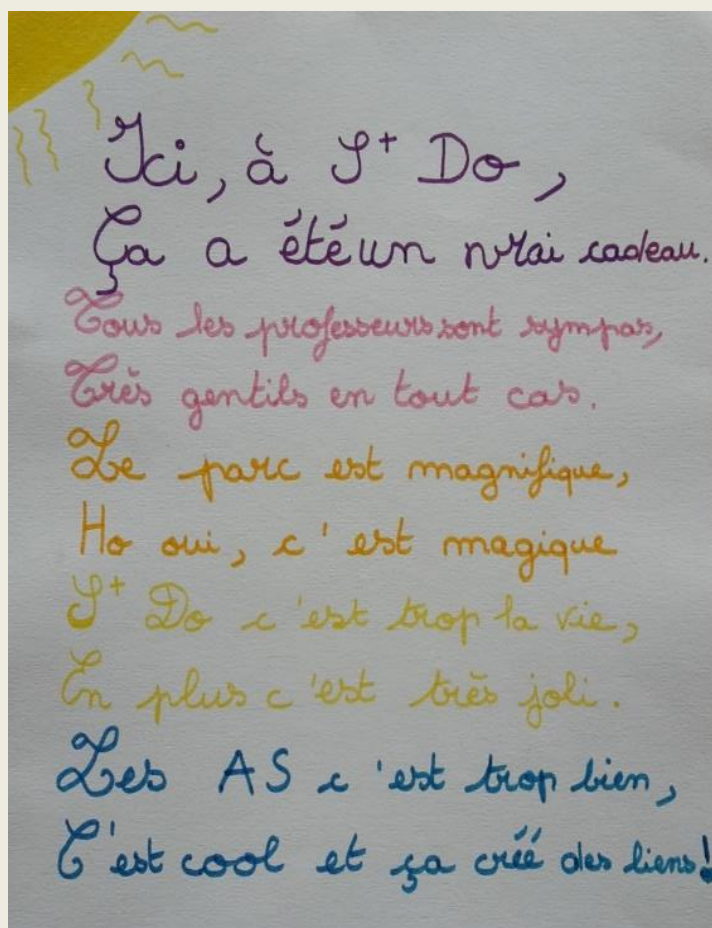 Ici, à St Do,
Ça a été un vrai cadeau.
Tous les professeurs sont sympas,
Très gentils en tout cas.
Le parc est magnifique,
Ho oui, c'est magique
St Do c'est trop la vie,
En plus c'est très joli.
Les AS c'est trop bien,
C'est cool et ça créé des liens!